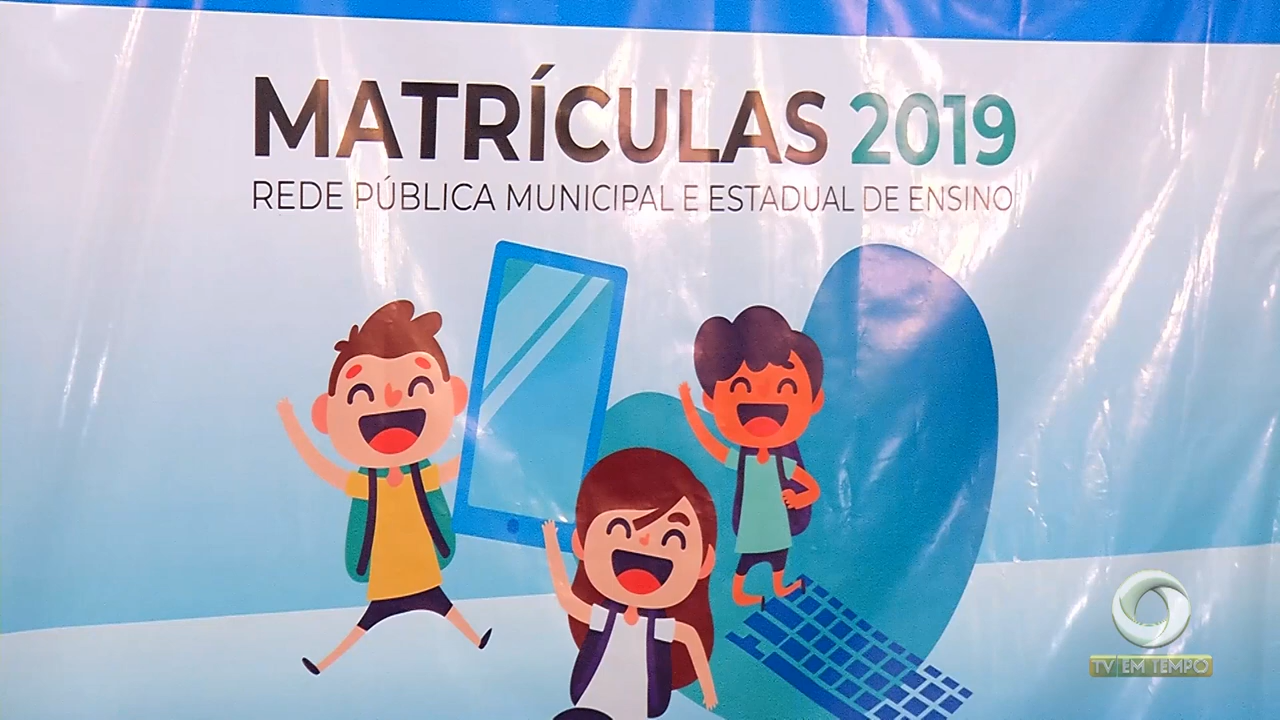 MATRÍCULAS 2019
REDE PÚBLICA MUNICIPAL E ESTADUAL DE ENSINO
TV EM TEMPO